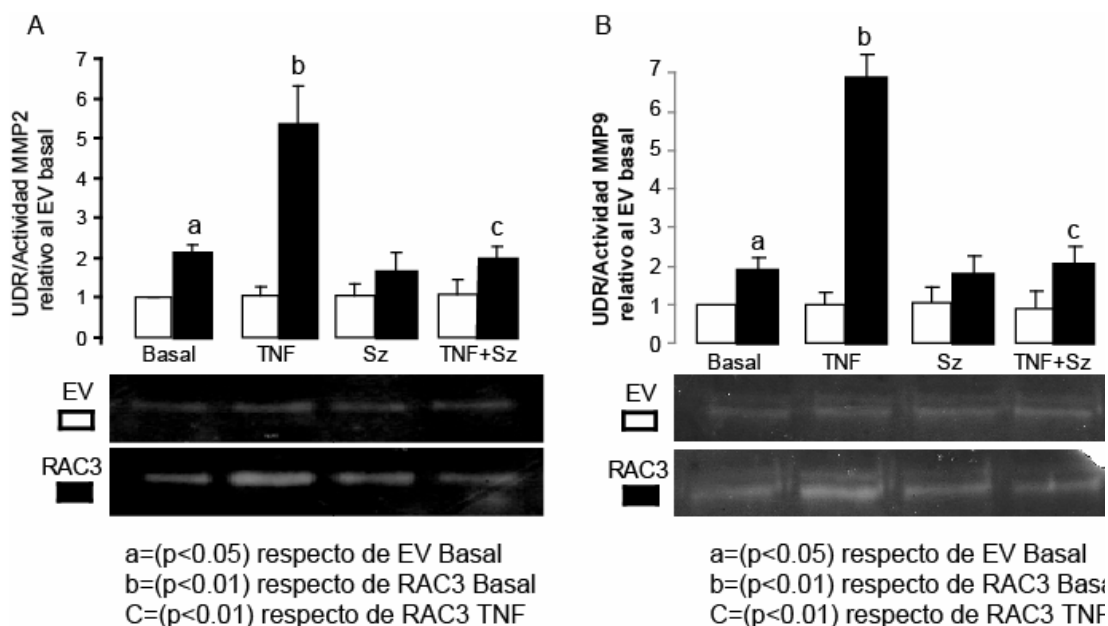 A
7
6
5
4
3
2
1
0
UDR/Actividad MMP2
relativo al EV basal
a
b
c
Basal TNF Sz TNF+Sz
EV
RAC3
a=(p<0.05) respecto de EV Basal
b=(p<0.01) respecto de RAC3 Basal
C=(p<0.01) respecto de RAC3 TNF
B
7
6
5
4
3
2
1
0
UDR/Actividad MMP9
relativo al EV basal
a
b
c
Basal TNF Sz TNF+Sz
EV
RAC3
a=(p<0.05) respecto de EV Basal
b=(p<0.01) respecto de RAC3 Basa
C=(p<0.01) respecto de RAC3 TNF